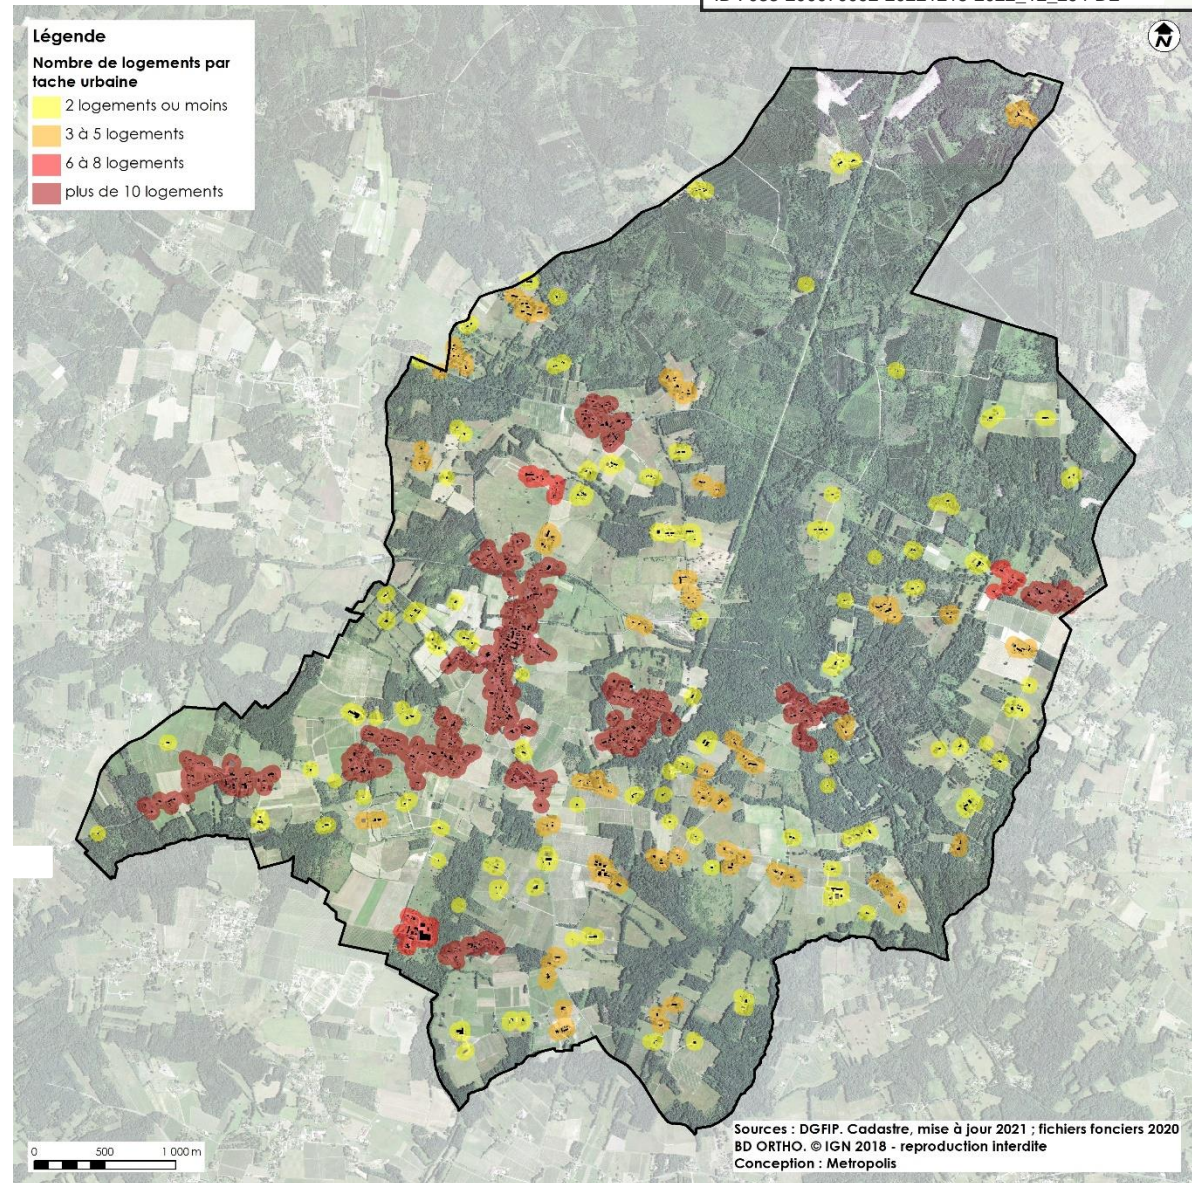 Légende
Nombre de logements par
tache urbaine
2 logements ou moins
3 à 5 logements
6 à 8 logements
plus de 10 logements
N
0 500 1 000 m
Sources : DGFIP. Cadastre, mise à jour 2021 ; fichiers fonciers 2020
BD ORTHO. © IGN 2018 - reproduction interdite
Conception : Metropolis